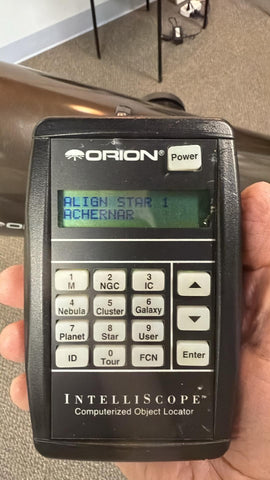 ORION®
Power
ALIGN STAR 1
ACHERNAR
1 M
2 NGC
3 IC
4 Nebula
5 Cluster
6 Galaxy
7 Planet
8 Star
9 User
ID
0 Tour
FCN
Enter
INTELLISCOPE™
Computerized Object Locator